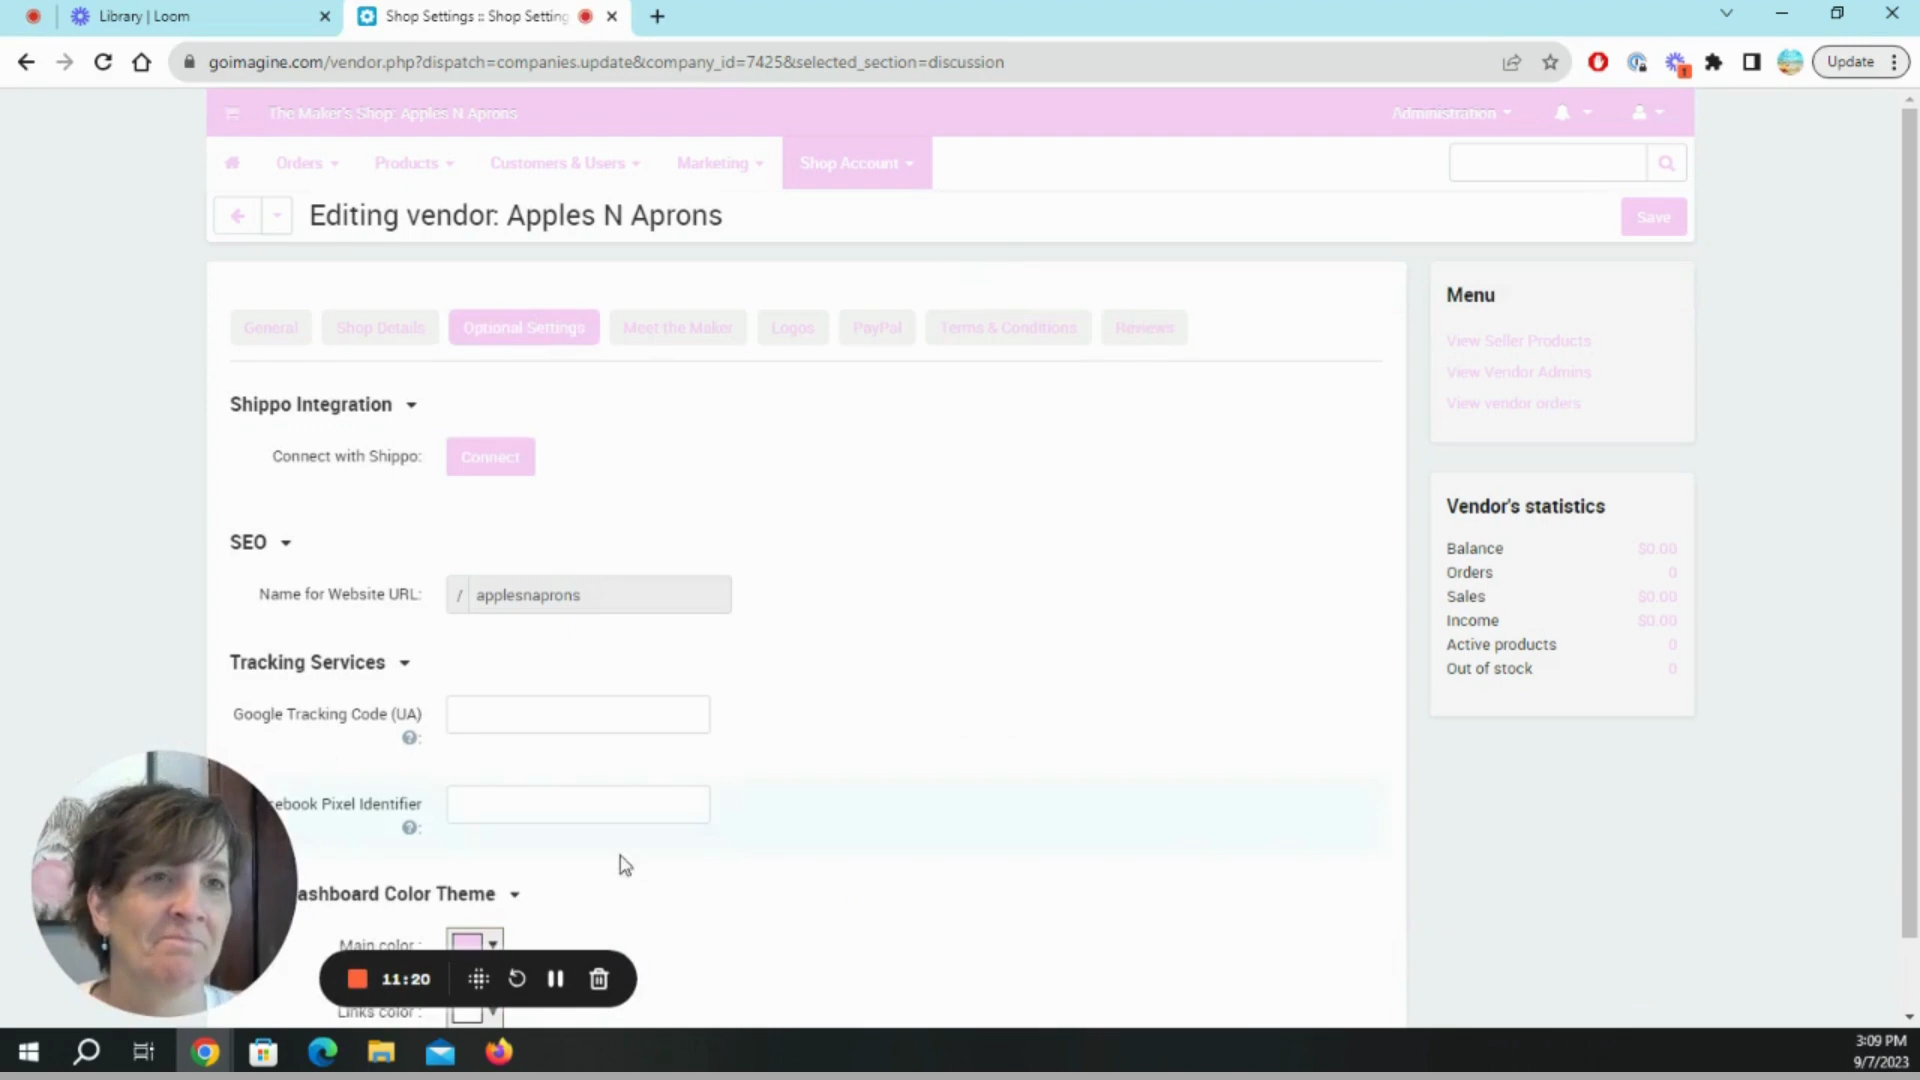 Library | Loom
Shop Settings :: Shop Setting
goimagine.com/vendor.php?dispatch=companies.update&company_id=7425&selected_section=discussion
1
Update
The Maker's Shop: Apples N Aprons
Administration
Orders
Products
Customers & Users
Marketing
Shop Account
Editing vendor: Apples N Aprons
Save
General
Shop Details
Optional Settings
Meet the Maker
Logos
PayPal
Terms & Conditions
Reviews
Shippo Integration
Connect with Shippo:
Connect
SEO
Name for Website URL:
/ applesnaprons
Tracking Services
Google Tracking Code (UA)
?:
ebook Pixel Identifier
?:
ashboard Color Theme
Main color :
Links color :
11:20
Menu
View Seller Products
View Vendor Admins
View vendor orders
Vendor's statistics
Balance $0.00
Orders 0
Sales $0.00
Income $0.00
Active products 0
Out of stock 0
3:09 PM
9/7/2023